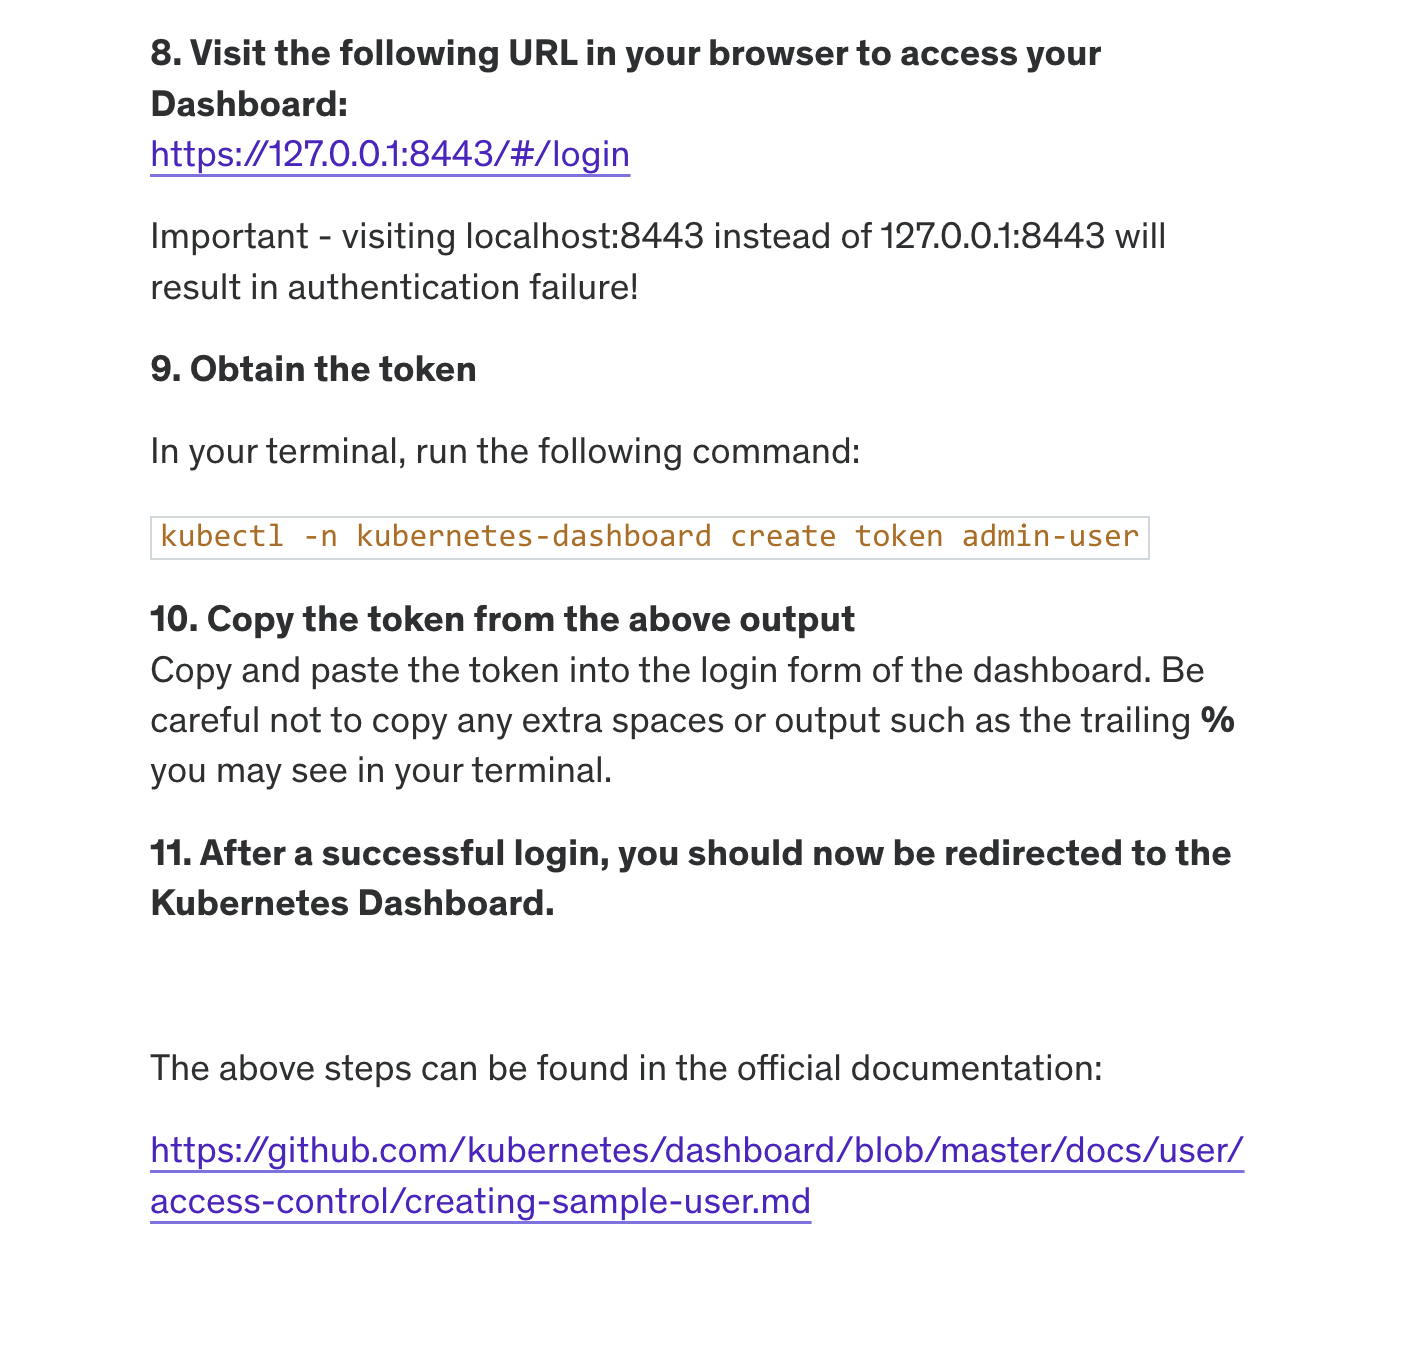 8. Visit the following URL in your browser to access your
Dashboard:
https://127.0.0.1:8443/#/login
Important - visiting localhost:8443 instead of 127.0.0.1:8443 will
result in authentication failure!
9. Obtain the token
In your terminal, run the following command:
kubectl -n kubernetes-dashboard create token admin-user
10. Copy the token from the above output
Copy and paste the token into the login form of the dashboard. Be
careful not to copy any extra spaces or output such as the trailing %
you may see in your terminal.
11. After a successful login, you should now be redirected to the
Kubernetes Dashboard.
The above steps can be found in the official documentation:
https://github.com/kubernetes/dashboard/blob/master/docs/user/
access-control/creating-sample-user.md